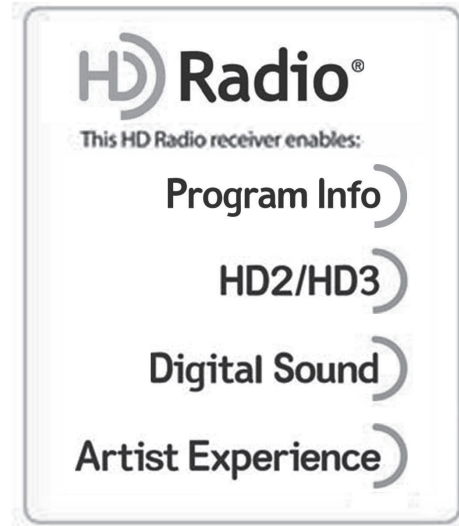 HD Radio®
This HD Radio receiver enables:
Program Info
HD2/HD3
Digital Sound
Artist Experience